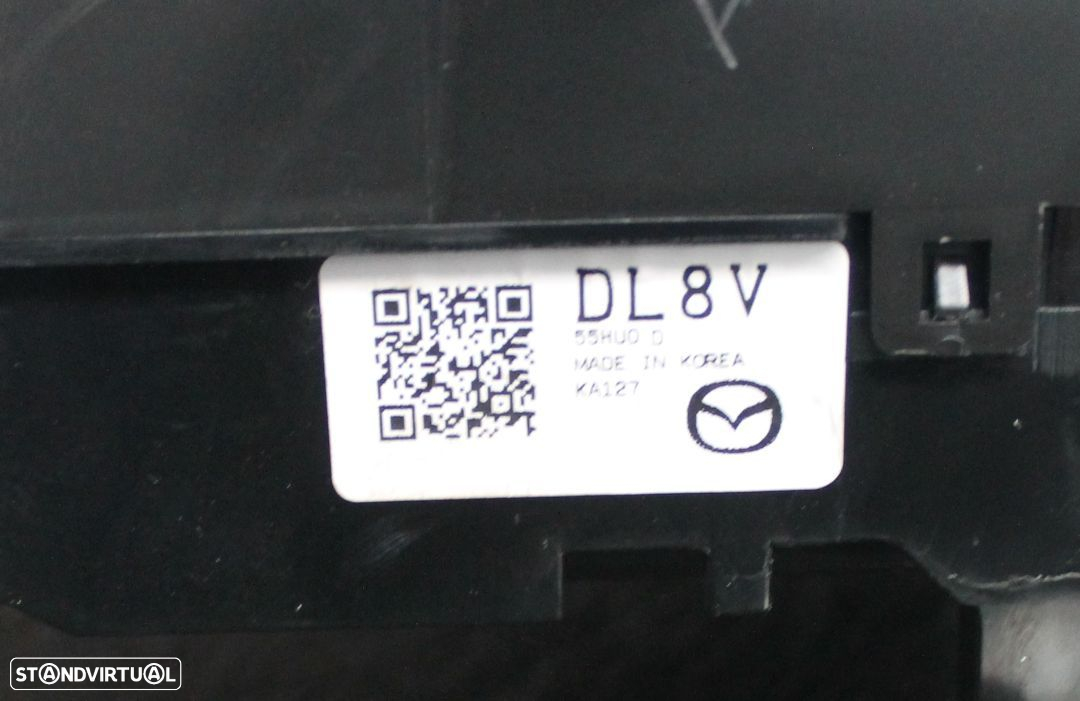 DL8V
55HU0 D
MADE IN KOREA
KA127
STANDVIRTUAL